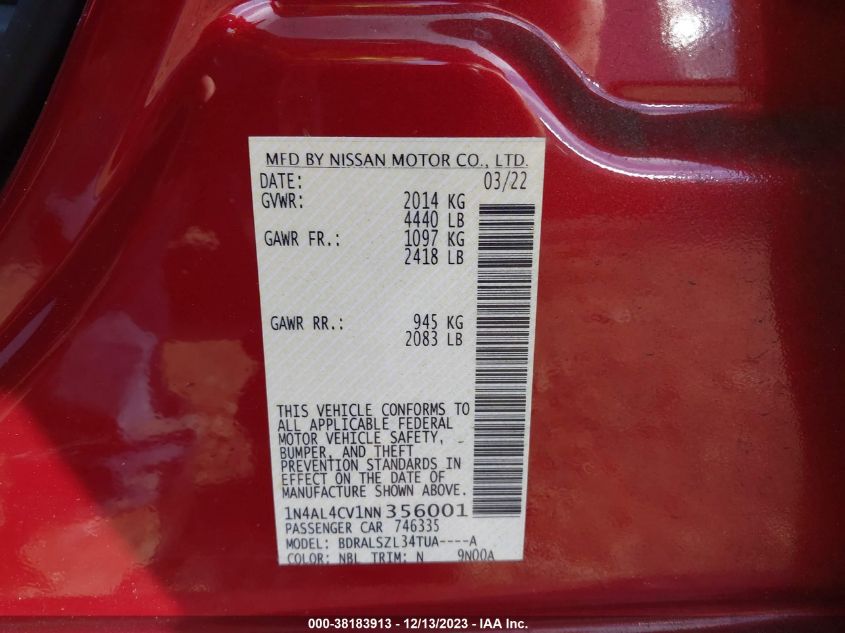 MFD BY NISSAN MOTOR CO., LTD.
DATE: 03/22
GVWR: 2014 KG
4440 LB
GAWR FR.: 1097 KG
2418 LB
GAWR RR.: 945 KG
2083 LB
THIS VEHICLE CONFORMS TO
ALL APPLICABLE FEDERAL
MOTOR VEHICLE SAFETY,
BUMPER, AND THEFT
PREVENTION STANDARDS IN
EFFECT ON THE DATE OF
MANUFACTURE SHOWN ABOVE.
1N4AL4CV1NN356001
PASSENGER CAR 746335
MODEL: BDRALSZL34TUA----A
COLOR: NBL TRIM: N 9N00A
000-38183913 - 12/13/2023 - IAA Inc.